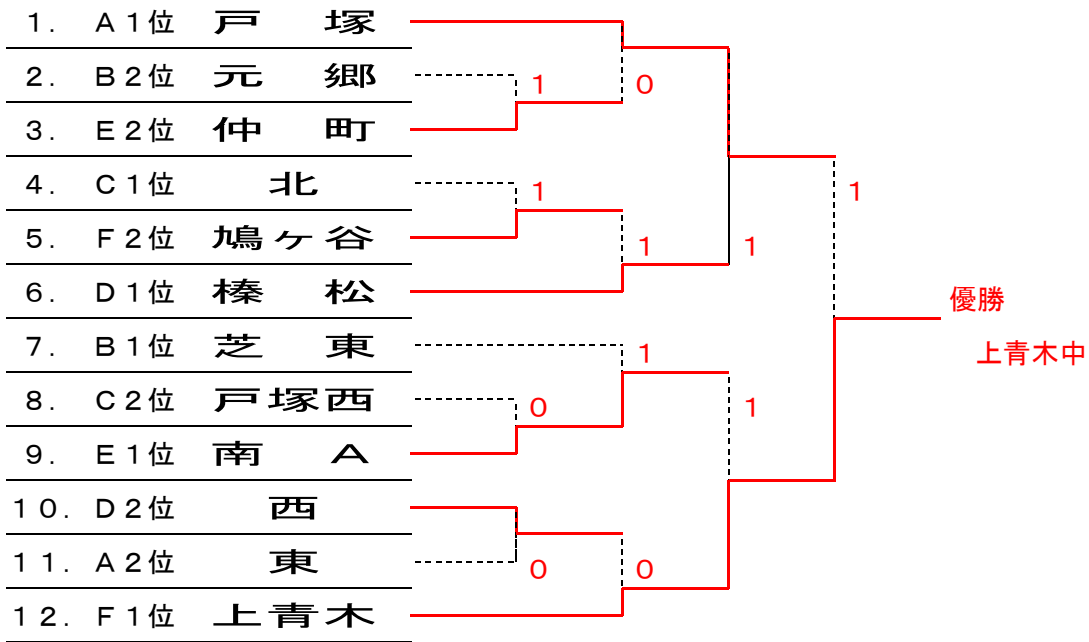 1. A1位 戸塚 
2. B2位 元郷 1 0
3. E2位 仲町
4. C1位 北 1 1
5. F2位 鳩ヶ谷 1 1
6. D1位 榛松 優勝
7. B1位 芝東 1 上青木中
8. C2位 戸塚西 0 1
9. E1位 南A
10. D2位 西
11. A2位 東 0 0
12. F1位 上青木